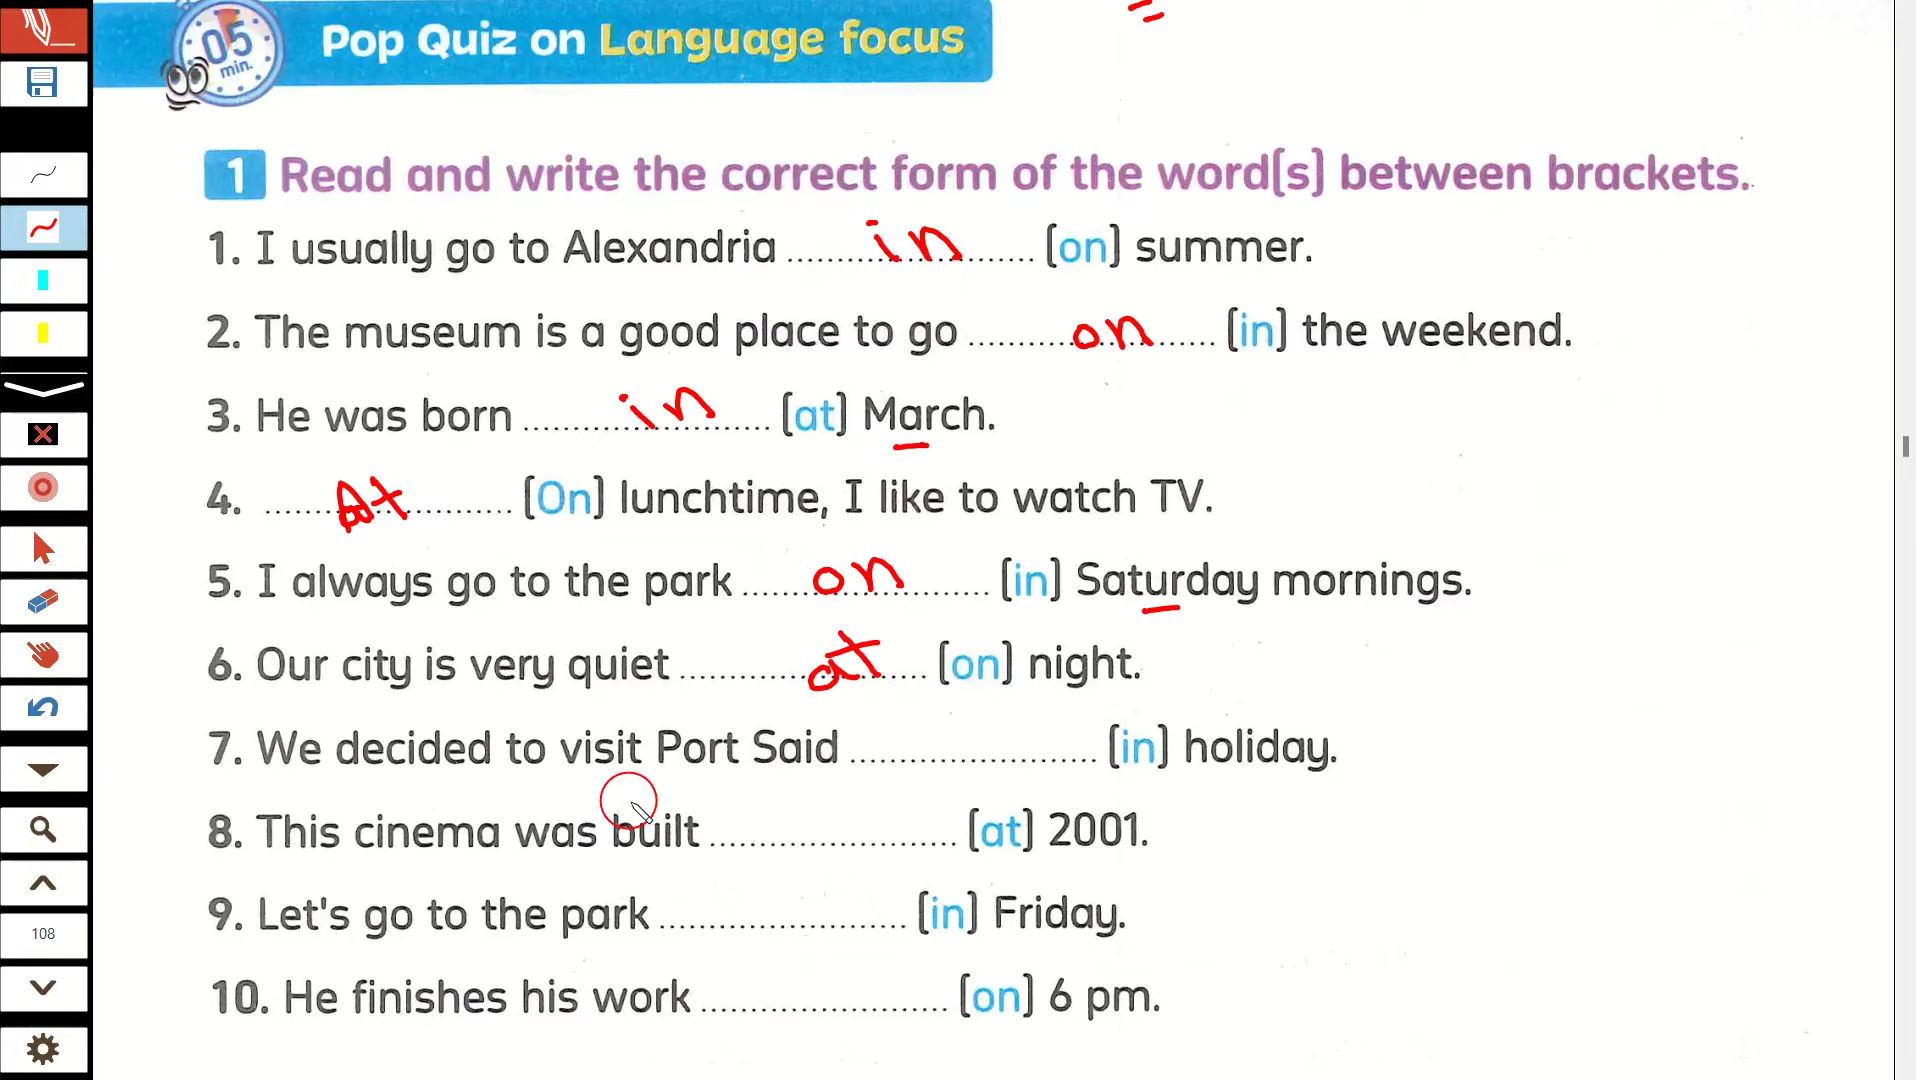 05
min.
Pop Quiz on Language focus
1 Read and write the correct form of the word(s) between brackets.
1. I usually go to Alexandria ........in........ (on) summer.
2. The museum is a good place to go ........on........ (in) the weekend.
3. He was born ........in........ (at) March.
4. ........At........ (On) lunchtime, I like to watch TV.
5. I always go to the park ........on........ (in) Saturday mornings.
6. Our city is very quiet ........at........ (on) night.
7. We decided to visit Port Said ........................ (in) holiday.
8. This cinema was built ........................ (at) 2001.
9. Let's go to the park ........................ (in) Friday.
108
10. He finishes his work ........................ (on) 6 pm.